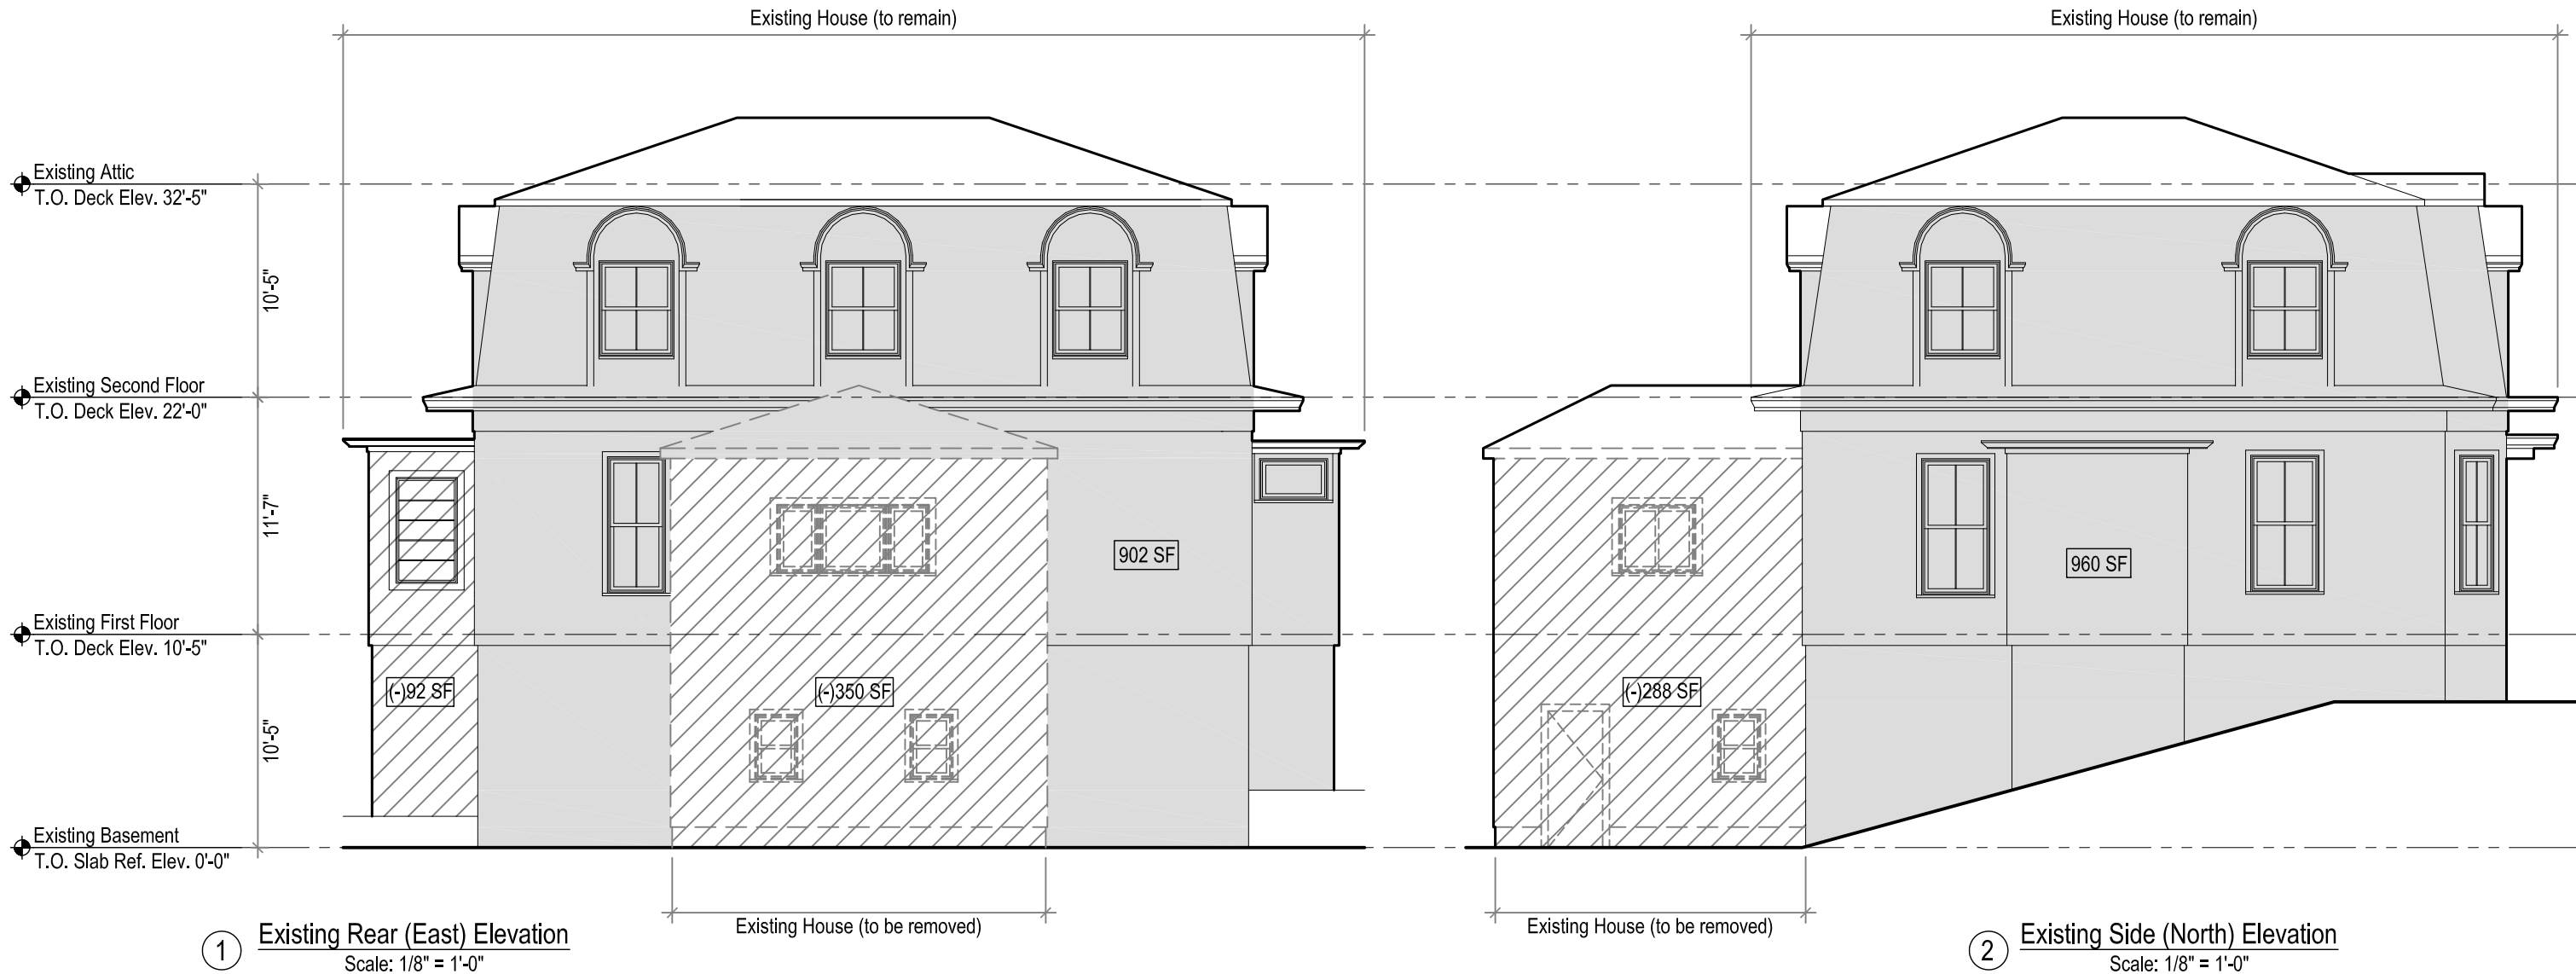 Existing House (to remain)
Existing House (to remain)
Existing Attic
T.O. Deck Elev. 32'-5"
10'-5"
Existing Second Floor
T.O. Deck Elev. 22'-0"
11'-7"
902 SF
960 SF
Existing First Floor
T.O. Deck Elev. 10'-5"
(-)92 SF
(-)350 SF
(-)288 SF
10'-5"
Existing Basement
T.O. Slab Ref. Elev. 0'-0"
Existing House (to be removed)
Existing House (to be removed)
1
Existing Rear (East) Elevation
Scale: 1/8" = 1'-0"
2
Existing Side (North) Elevation
Scale: 1/8" = 1'-0"